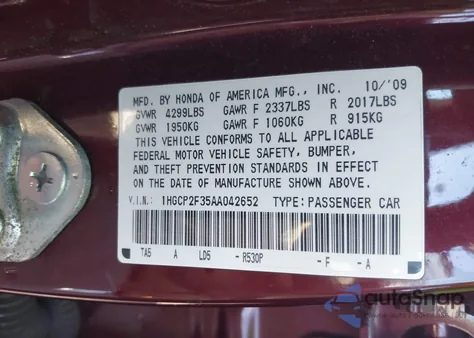 MFD. BY HONDA OF AMERICA MFG., INC. 10/'09
GVWR 4299LBS GAWR F 2337LBS R 2017LBS
GVWR 1950KG GAWR F 1060KG R 915KG
THIS VEHICLE CONFORMS TO ALL APPLICABLE
FEDERAL MOTOR VEHICLE SAFETY, BUMPER,
AND THEFT PREVENTION STANDARDS IN EFFECT
ON THE DATE OF MANUFACTURE SHOWN ABOVE.
V.I.N.: 1HGCP2F35AA042652 TYPE: PASSENGER CAR
TA5 A LD5 - R530P -F -A
autoSnap